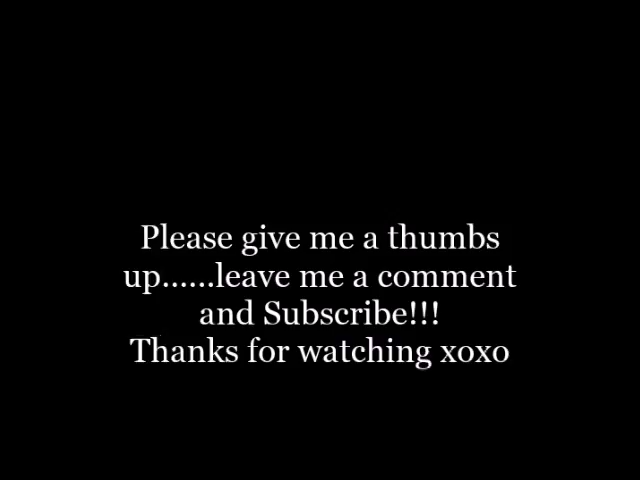 Please give me a thumbs
up......leave me a comment
and Subscribe!!!
Thanks for watching xoxo